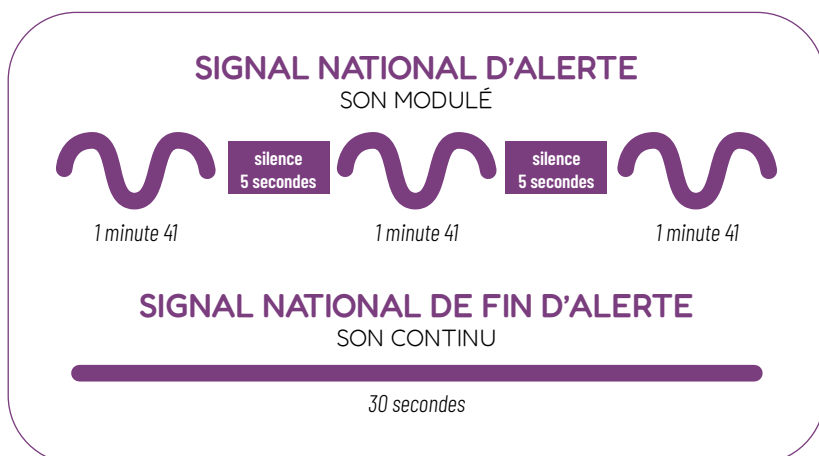 SIGNAL NATIONAL D’ALERTE
SON MODULÉ
silence
5 secondes
silence
5 secondes
1 minute 41
1 minute 41
1 minute 41
SIGNAL NATIONAL DE FIN D’ALERTE
SON CONTINU
30 secondes